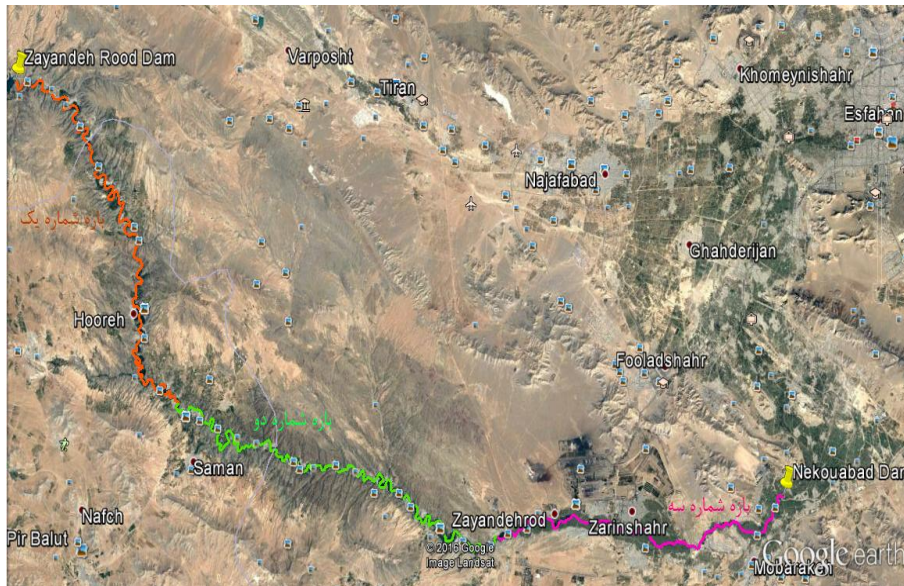 Zayandeh Rood Dam
Varposht
Tiran
Khomeynishahr
Esfahan
Najafabad
بازه شماره یک
Ghahderijan
Hooreh
Fooladshahr
بازه شماره دو
Saman
Nekouabad Dam
Nafch
Zayandehrod
Zarinshahr
بازه شماره سه
Pir Balut
© 2016 Google
Image Landsat
Google earth
Mobarakeh